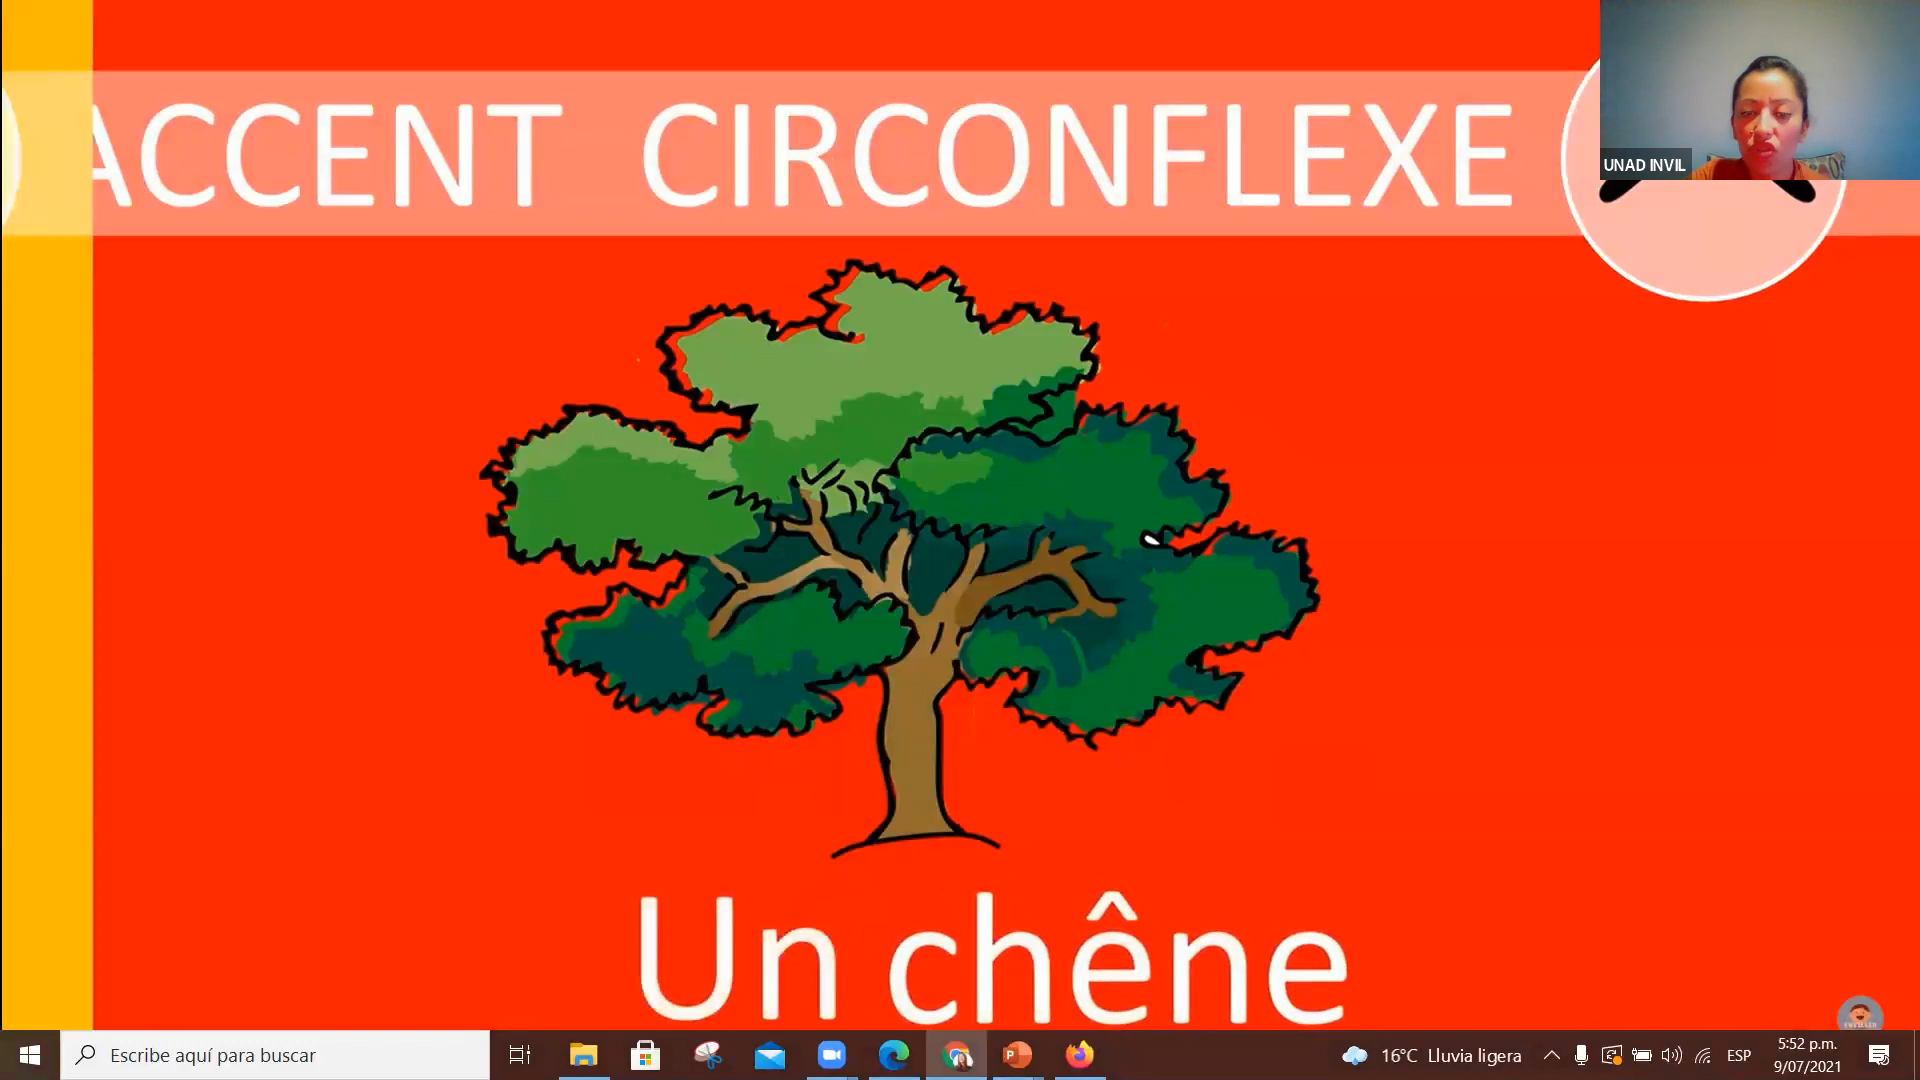 ACCENT CIRCONFLEXE
UNAD INVIL
Un chêne
Escribe aquí para buscar
16°C Lluvia ligera
ESP
5:52 p.m.
9/07/2021